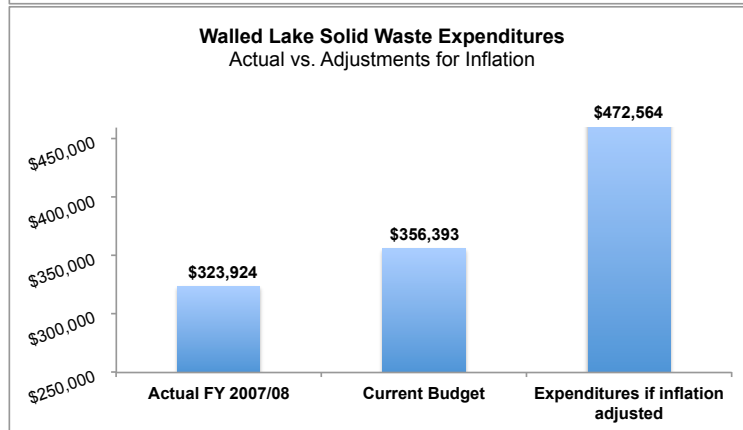 Walled Lake Solid Waste Expenditures
Actual vs. Adjustments for Inflation
$472,564
$450,000
$400,000
$356,393
$350,000
$323,924
$300,000
$250,000
Actual FY 2007/08
Current Budget
Expenditures if inflation
adjusted